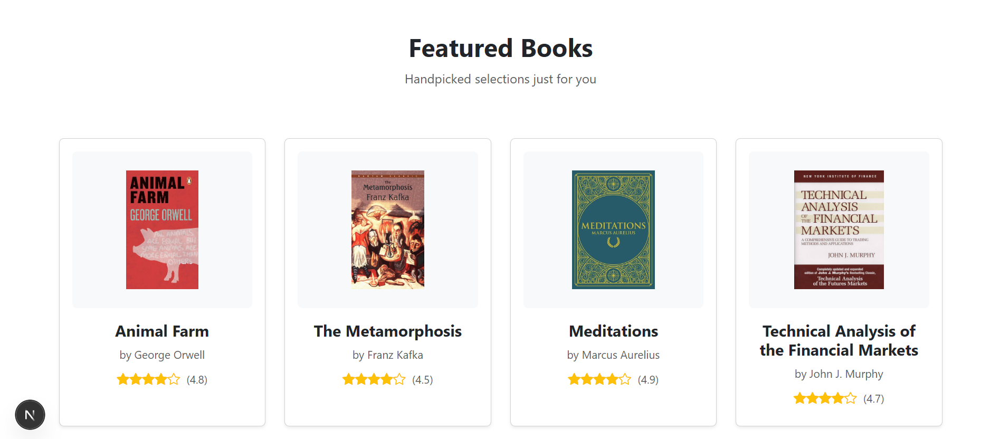 Featured Books
Handpicked selections just for you
ANIMAL
FARM
GEORGE ORWELL
ALL ANIMALS
ARE EQUAL BUT
SOME ANIMALS ARE
MORE EQUAL THAN
OTHERS
Animal Farm
by George Orwell
(4.8)
BANTAM CLASSIC
The
Metamorphosis
Franz Kafka
The Metamorphosis
by Franz Kafka
(4.5)
MEDITATIONS
MARCUS AURELIUS
Meditations
by Marcus Aurelius
(4.9)
NEW YORK INSTITUTE OF FINANCE
TECHNICAL
ANALYSIS
OF THE FINANCIAL
MARKETS
A COMPREHENSIVE GUIDE TO TRADING
METHODS AND APPLICATIONS
JOHN J. MURPHY
Completely updated and expanded
edition of John J. Murphy's Bestselling Classic,
Technical Analysis
of the Futures Markets
Technical Analysis of
the Financial Markets
by John J. Murphy
(4.7)
N